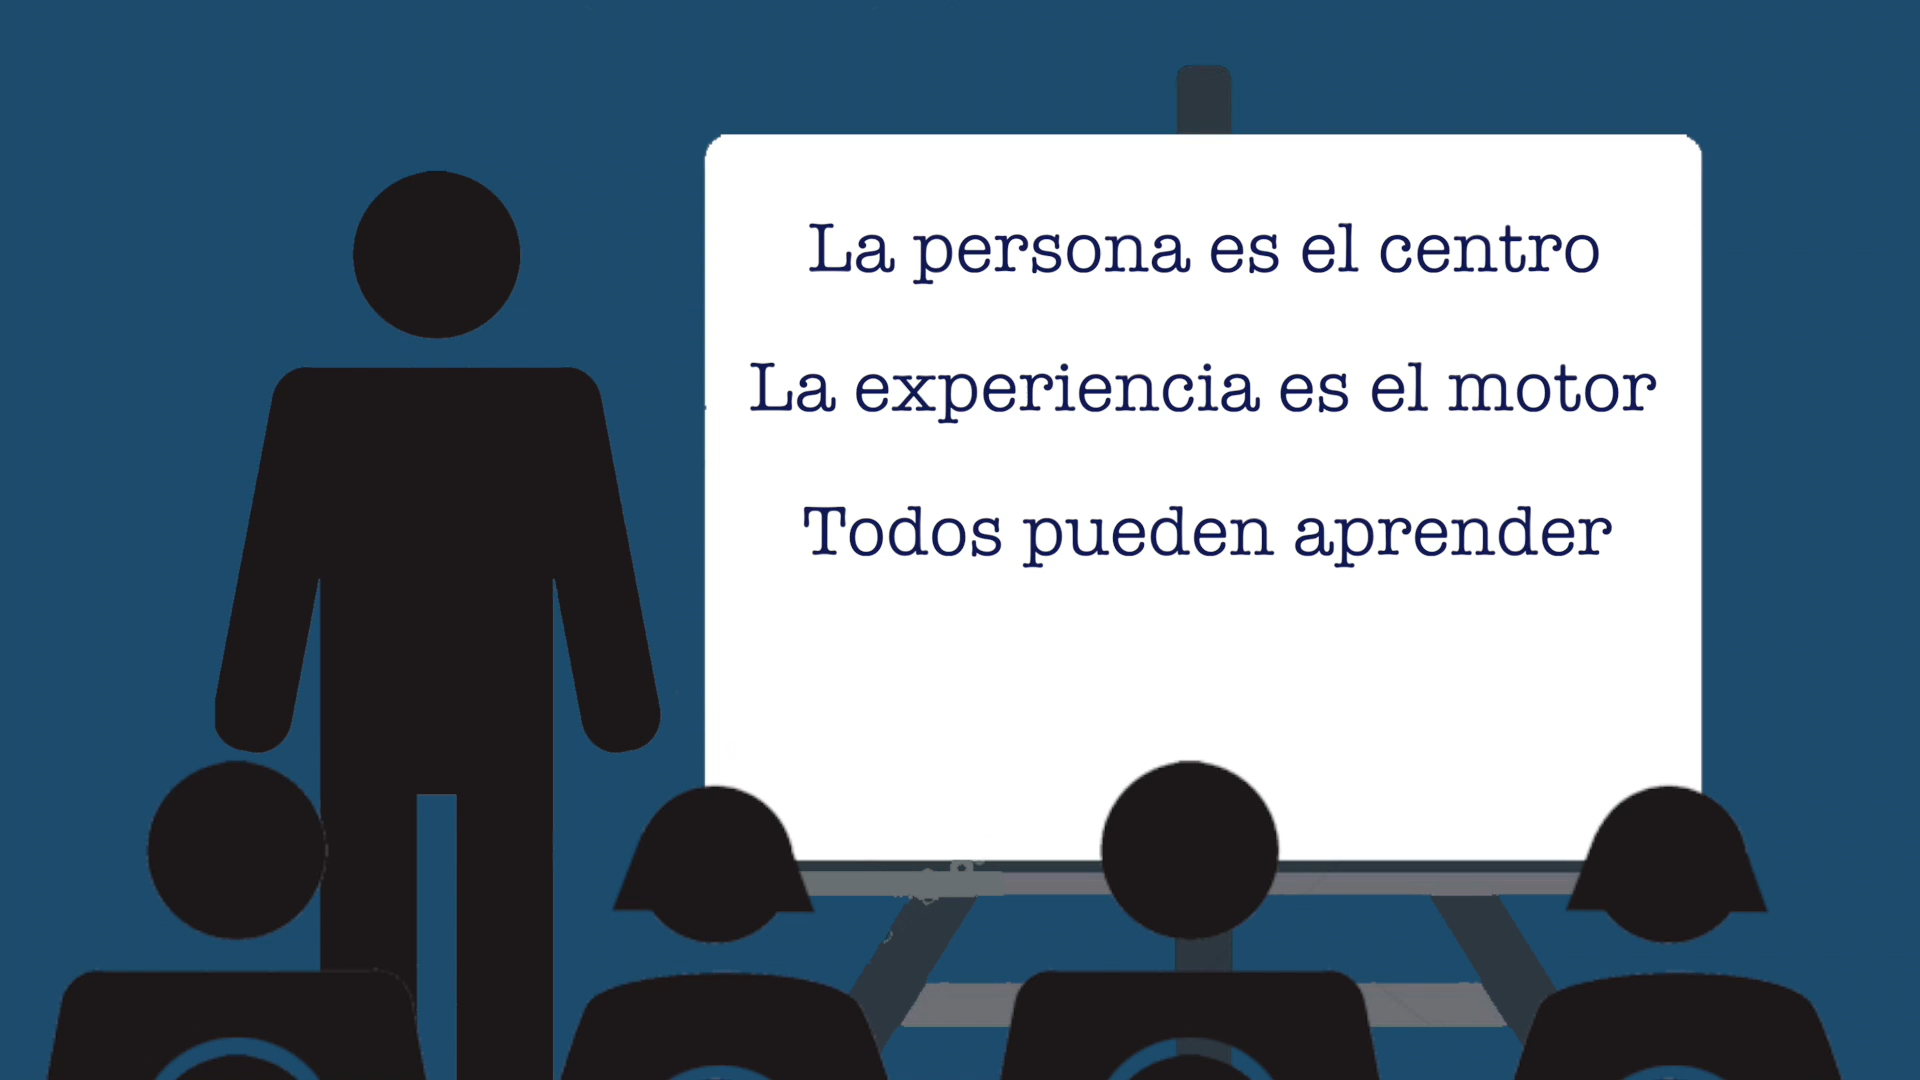 La persona es el centro
La experiencia es el motor
Todos pueden aprender